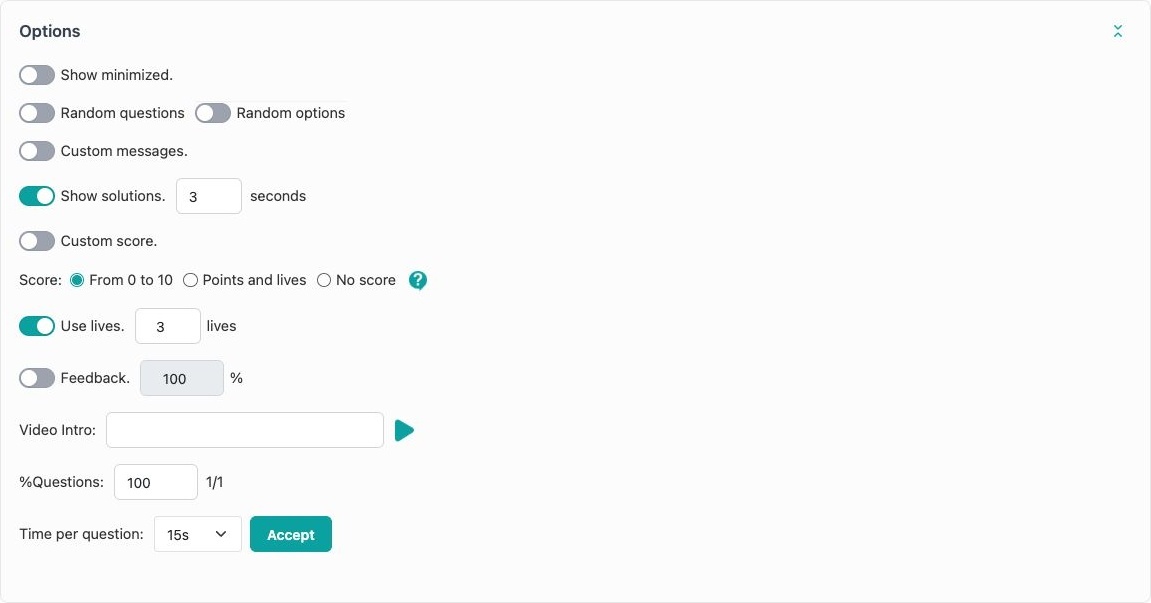 Options
Show minimized.
Random questions Random options
Custom messages.
Show solutions. 3 seconds
Custom score.
Score: From 0 to 10 Points and lives No score ?
Use lives. 3 lives
Feedback. 100 %
Video Intro:
%Questions: 100 1/1
Time per question: 15s Accept